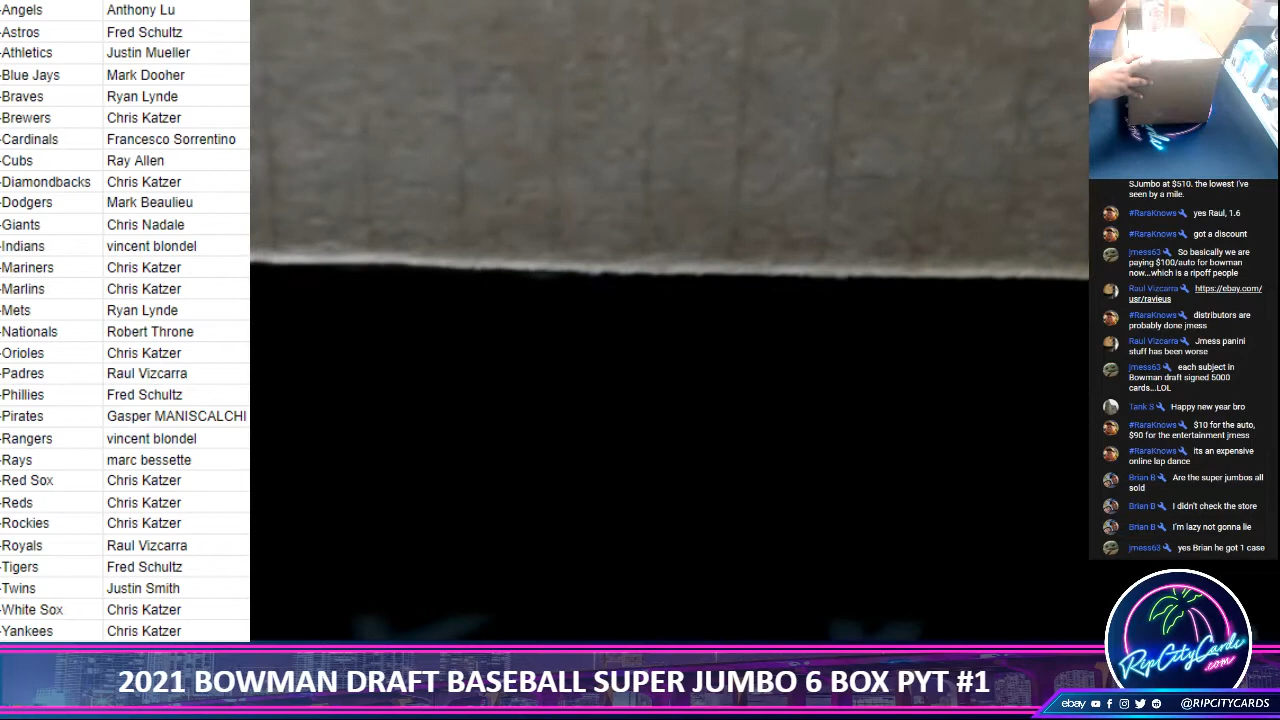 -Angels Anthony Lu
-Astros Fred Schultz
-Athletics Justin Mueller
-Blue Jays Mark Dooher
-Braves Ryan Lynde
-Brewers Chris Katzer
-Cardinals Francesco Sorrentino
-Cubs Ray Allen
-Diamondbacks Chris Katzer
-Dodgers Mark Beaulieu
-Giants Chris Nadale
-Indians vincent blondel
-Mariners Chris Katzer
-Marlins Chris Katzer
-Mets Ryan Lynde
-Nationals Robert Throne
-Orioles Chris Katzer
-Padres Raul Vizcarra
-Phillies Fred Schultz
-Pirates Gasper MANISCALCHI
-Rangers vincent blondel
-Rays marc bessette
-Red Sox Chris Katzer
-Reds Chris Katzer
-Rockies Chris Katzer
-Royals Raul Vizcarra
-Tigers Fred Schultz
-Twins Justin Smith
-White Sox Chris Katzer
-Yankees Chris Katzer
SJumbo at $510. the lowest I've
seen by a mile.
#RaraKnows yes Raul, 1.6
#RaraKnows got a discount
jmess63 So basically we are
paying $100/auto for bowman
now...which is a ripoff people
Raul Vizcarra https://ebay.com/
usr/ravieus
#RaraKnows distributors are
probably done jmess
Raul Vizcarra Jmess panini
stuff has been worse
jmess63 each subject in
Bowman draft signed 5000
cards...LOL
Tank S Happy new year bro
#RaraKnows $10 for the auto,
$90 for the entertainment jmess
#RaraKnows its an expensive
online lap dance
Brian B Are the super jumbos all
sold
Brian B I didn't check the store
Brian B I'm lazy not gonna lie
jmess63 yes Brian he got 1 case
RipCityCards
.com
2021 BOWMAN DRAFT BASEBALL SUPER JUMBO 6 BOX PYT #1
ebay @RIPCITYCARDS